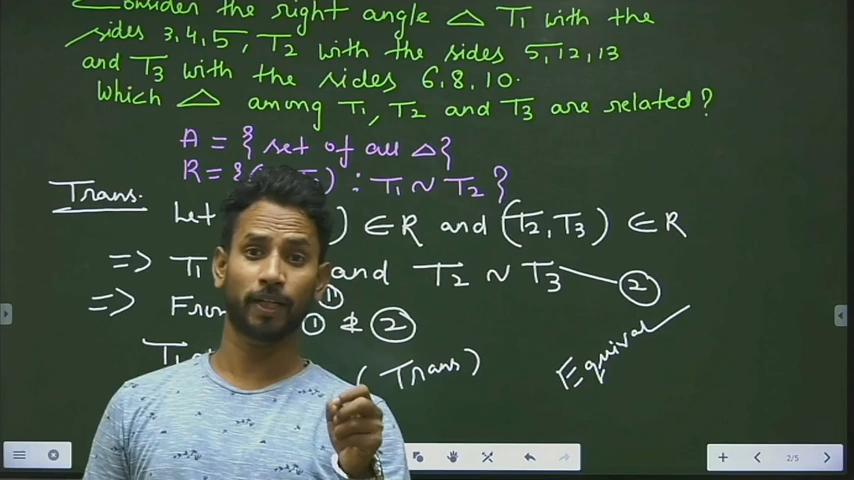 Consider the right angle △ T1 with the
sides 3,4,5, T2 with the sides 5,12,13
and T3 with the sides 6,8,10.
Which △ among T1, T2 and T3 are related?
A = { set of all △ {
R = { ( ) : T1 ~ T2 }
Trans.
Let ) ∈ R and (T2, T3) ∈ R
=> T1 and T2 ~ T3 — 2
=> From 1 & 2
(Trans)
Equival
2/5